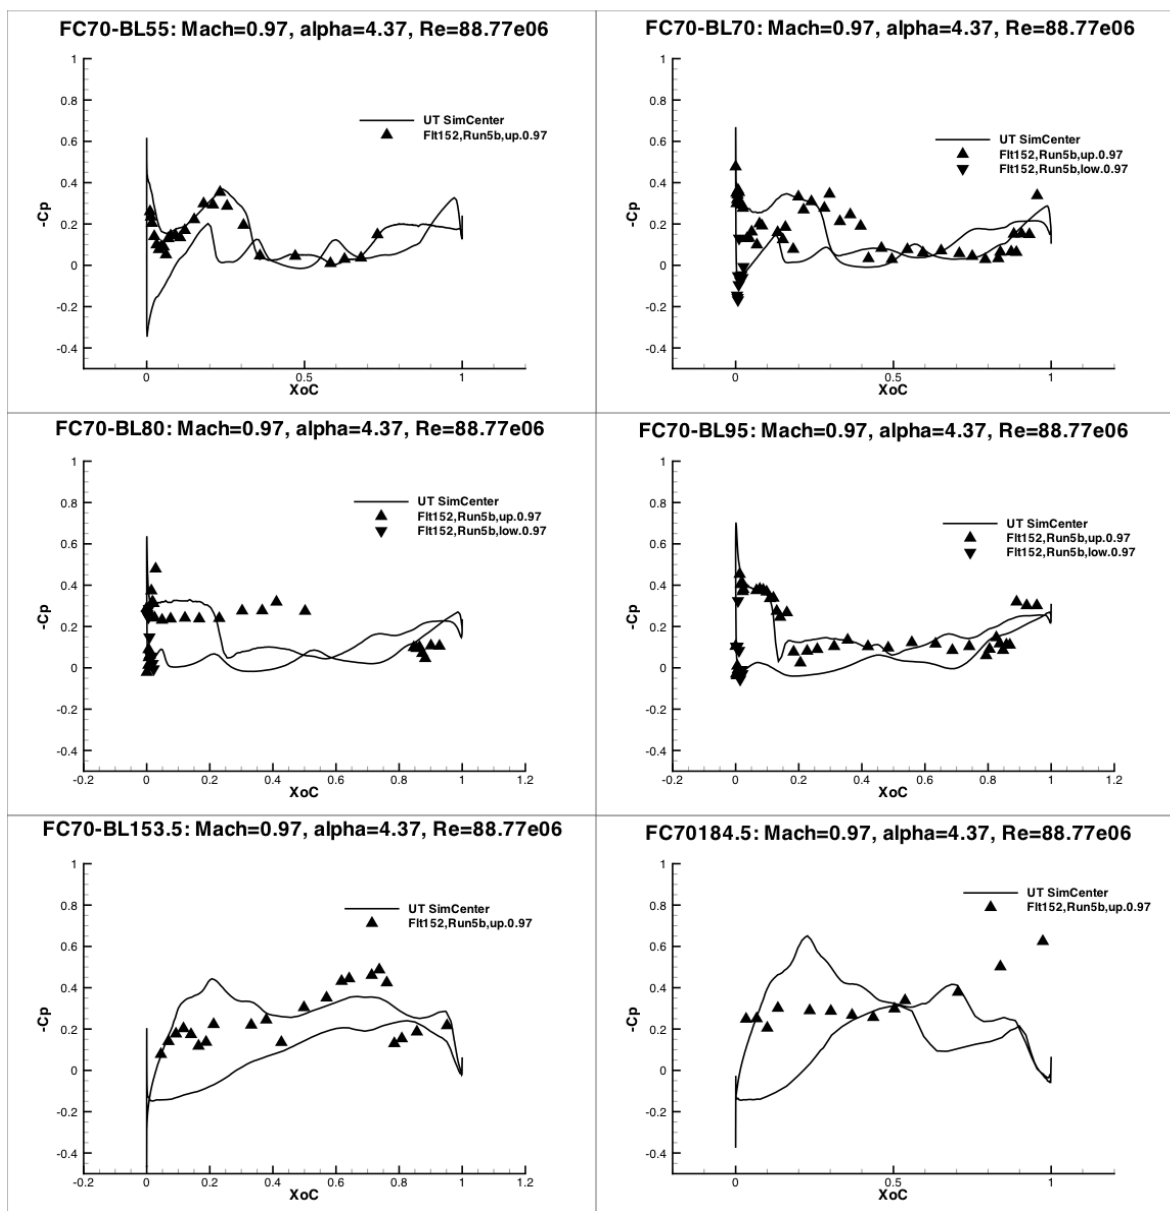 FC70-BL55: Mach=0.97, alpha=4.37, Re=88.77e06
1
0.8
0.6
0.4
0.2
0
-0.2
-0.4
-Cp
UT SimCenter
Flt152,Run5b,up.0.97
0
0.5
1
XoC
FC70-BL70: Mach=0.97, alpha=4.37, Re=88.77e06
1
0.8
0.6
0.4
0.2
0
-0.2
-0.4
-Cp
UT SimCenter
Flt152,Run5b,up.0.97
Flt152,Run5b,low.0.97
0
0.5
1
XoC
FC70-BL80: Mach=0.97, alpha=4.37, Re=88.77e06
1
0.8
0.6
0.4
0.2
0
-0.2
-0.4
-Cp
UT SimCenter
Flt152,Run5b,up.0.97
Flt152,Run5b,low.0.97
-0.2
0
0.2
0.4
0.6
0.8
1
1.2
XoC
FC70-BL95: Mach=0.97, alpha=4.37, Re=88.77e06
1
0.8
0.6
0.4
0.2
0
-0.2
-0.4
-Cp
UT SimCenter
Flt152,Run5b,up.0.97
Flt152,Run5b,low.0.97
-0.2
0
0.2
0.4
0.6
0.8
1
1.2
XoC
FC70-BL153.5: Mach=0.97, alpha=4.37, Re=88.77e06
1
0.8
0.6
0.4
0.2
0
-0.2
-0.4
-Cp
UT SimCenter
Flt152,Run5b,up.0.97
-0.2
0
0.2
0.4
0.6
0.8
1
1.2
XoC
FC70184.5: Mach=0.97, alpha=4.37, Re=88.77e06
1
0.8
0.6
0.4
0.2
0
-0.2
-0.4
-Cp
UT SimCenter
Flt152,Run5b,up.0.97
0
0.5
1
XoC